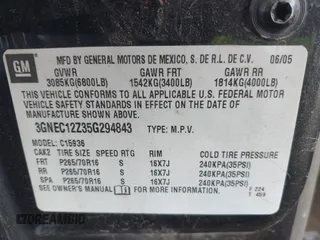 GM
MFD BY GENERAL MOTORS DE MEXICO, S. DE R.L. DE C.V. 06/05
GVWR GAWR FRT GAWR RR
3085KG(6800LB) 1542KG(3400LB) 1814KG(4000LB)
THIS VEHICLE CONFORMS TO ALL APPLICABLE U.S. FEDERAL MOTOR
VEHICLE SAFETY STANDARDS IN EFFECT ON THE DATE OF
MANUFACTURE SHOWN ABOVE.
3GNEC12Z35G294843 TYPE: M.P.V.
MODEL: C15936
CAK2 TIRE SIZE SPEED RTG RIM COLD TIRE PRESSURE
FRT P265/70R16 S 16X7J 240KPA(35PSI)
RR P265/70R16 S 16X7J 240KPA(35PSI)
SPA P265/70R16 S 16X7J 240KPA(35PSI)
SEE OWNER'S MANUAL FOR MORE INFORMATION.
224
459
DREAMBID